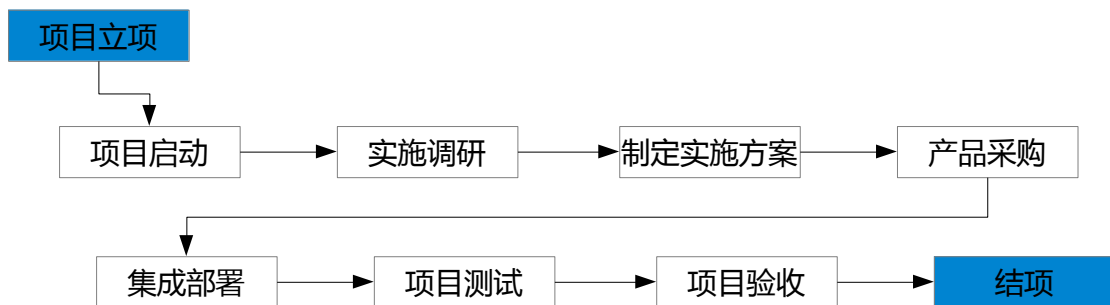 项目立项
项目启动
实施调研
制定实施方案
产品采购
集成部署
项目测试
项目验收
结项